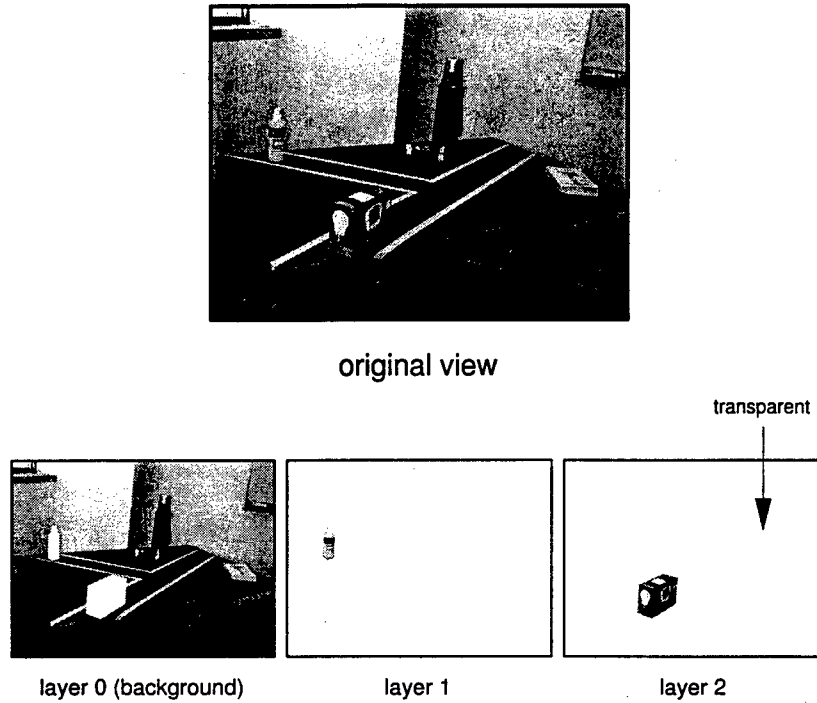 original view
transparent
layer 0 (background)
layer 1
layer 2